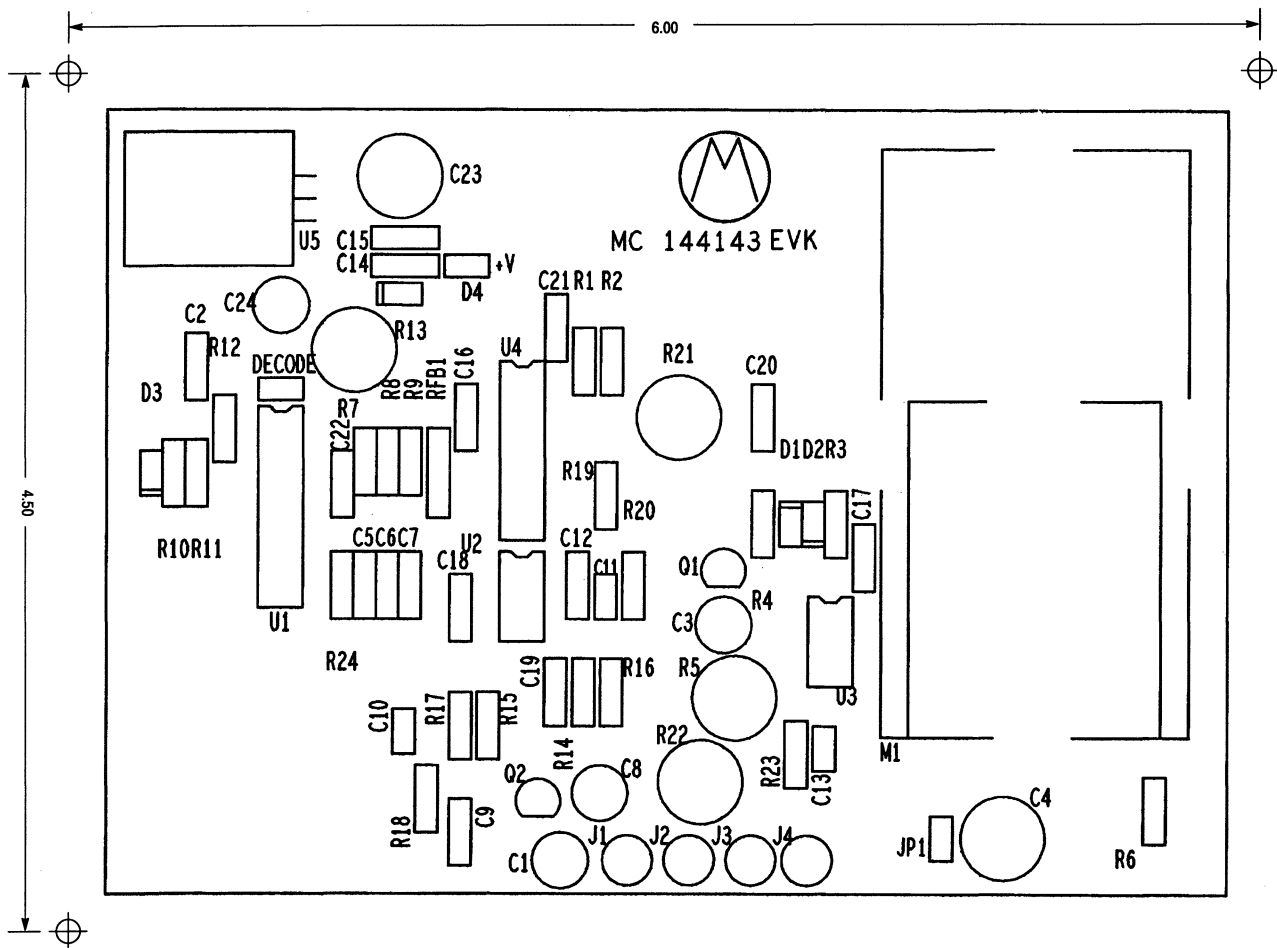 6.00
C23
U5
C15
MC 144143 EVK
C14
+V
D4
C21
R1
R2
C24
C2
R13
R12
U4
DECODE
R8
R9
RFB1
C16
R21
C20
D3
R7
C22
D1D2R3
R19
R20
C17
4.50
R10R11
C5C6C7
U2
C12
C18
C11
Q1
R4
U1
C3
R24
C19
R16
R5
U3
C10
R17
R15
R14
R22
R23
C13
M1
Q2
C8
C4
R18
C9
C1
J1
J2
J3
J4
JP1
R6